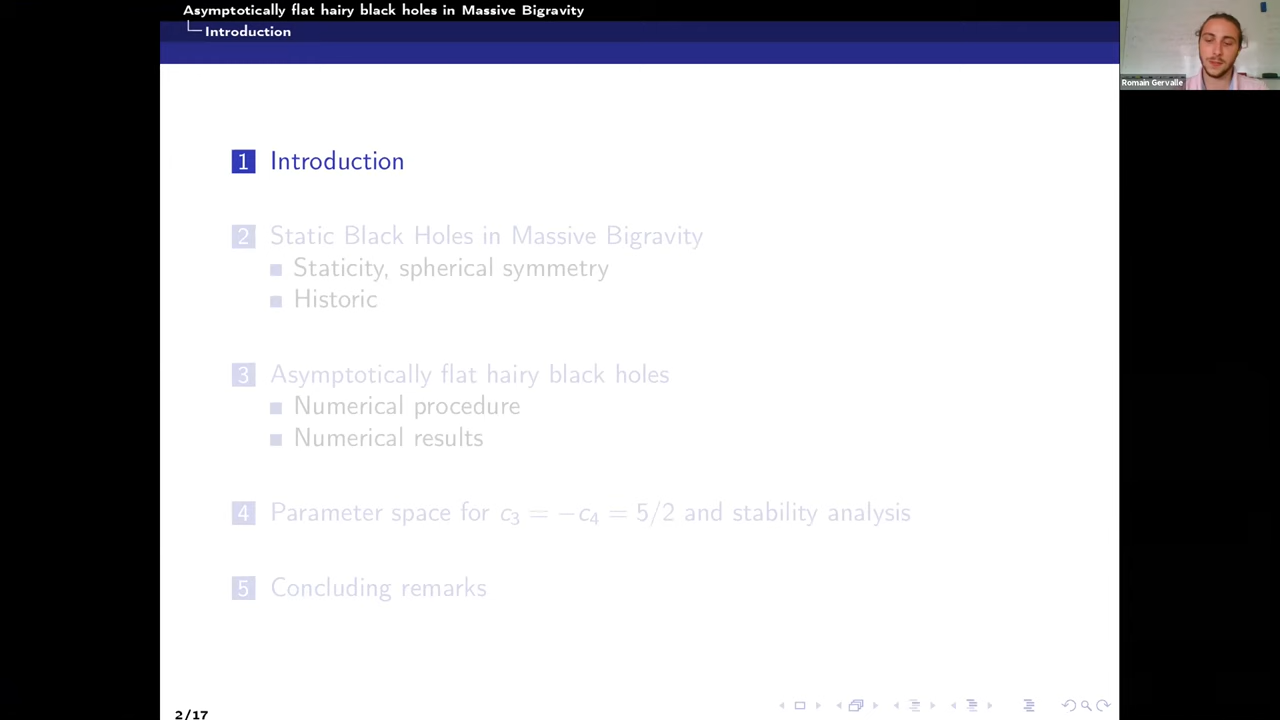 Asymptotically flat hairy black holes in Massive Bigravity
Introduction
Romain Gervalle
1 Introduction
2 Static Black Holes in Massive Bigravity
Staticity, spherical symmetry
Historic
3 Asymptotically flat hairy black holes
Numerical procedure
Numerical results
4 Parameter space for c₃ = −c₄ = 5/2 and stability analysis
5 Concluding remarks
2/17